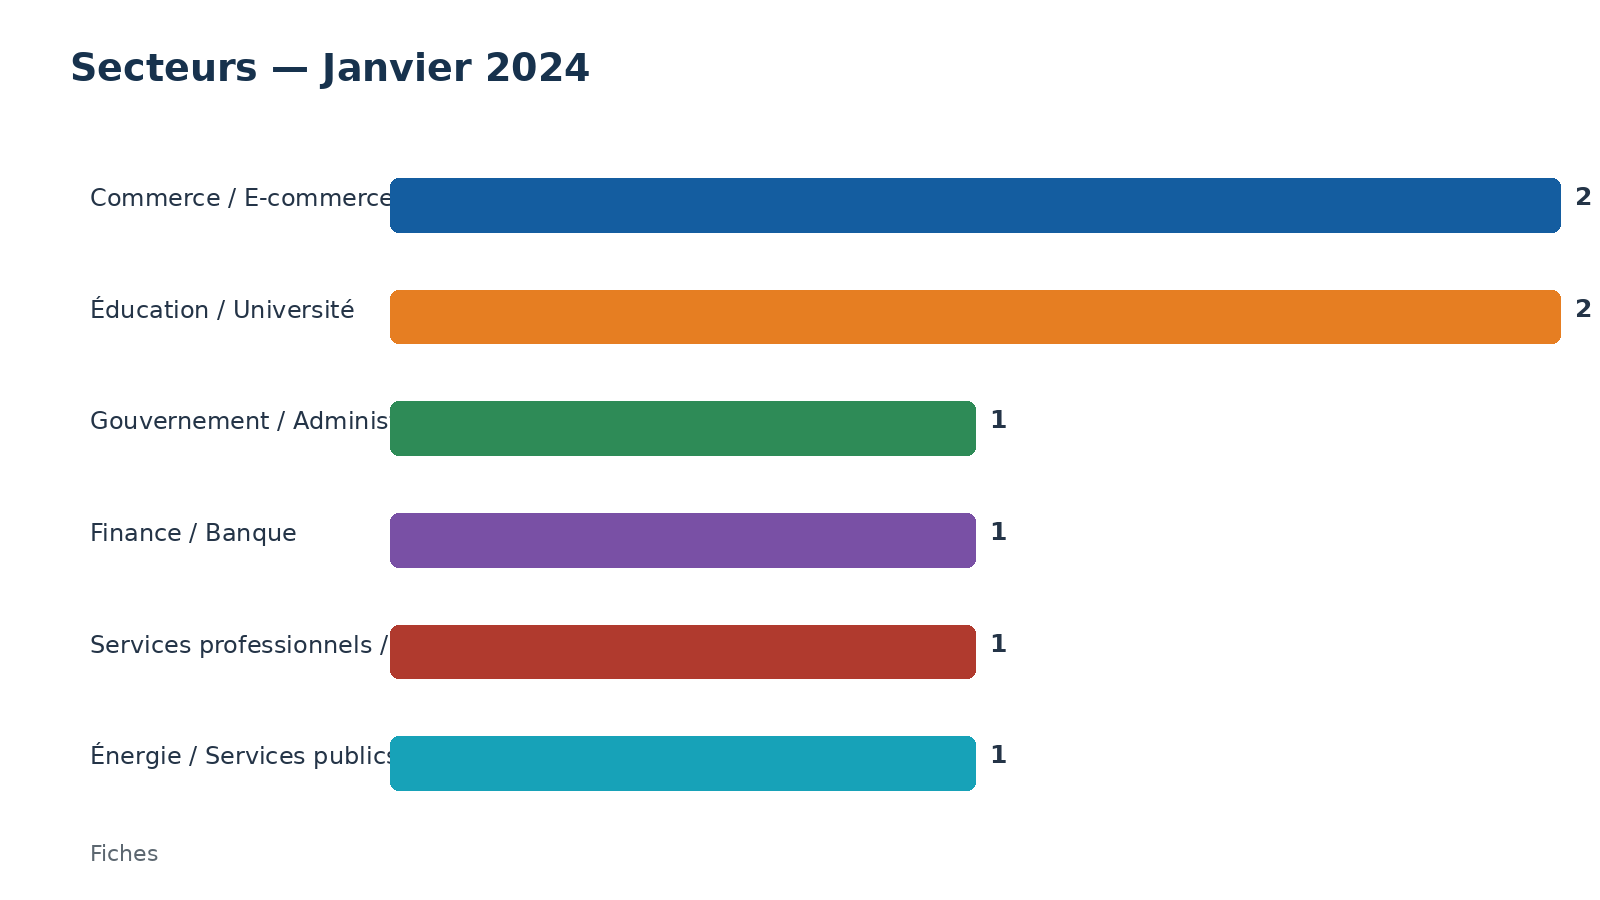 Secteurs — Janvier 2024
Commerce / E-commerce 2
Éducation / Université 2
Gouvernement / Adminis 1
Finance / Banque 1
Services professionnels / 1
Énergie / Services publics 1
Fiches